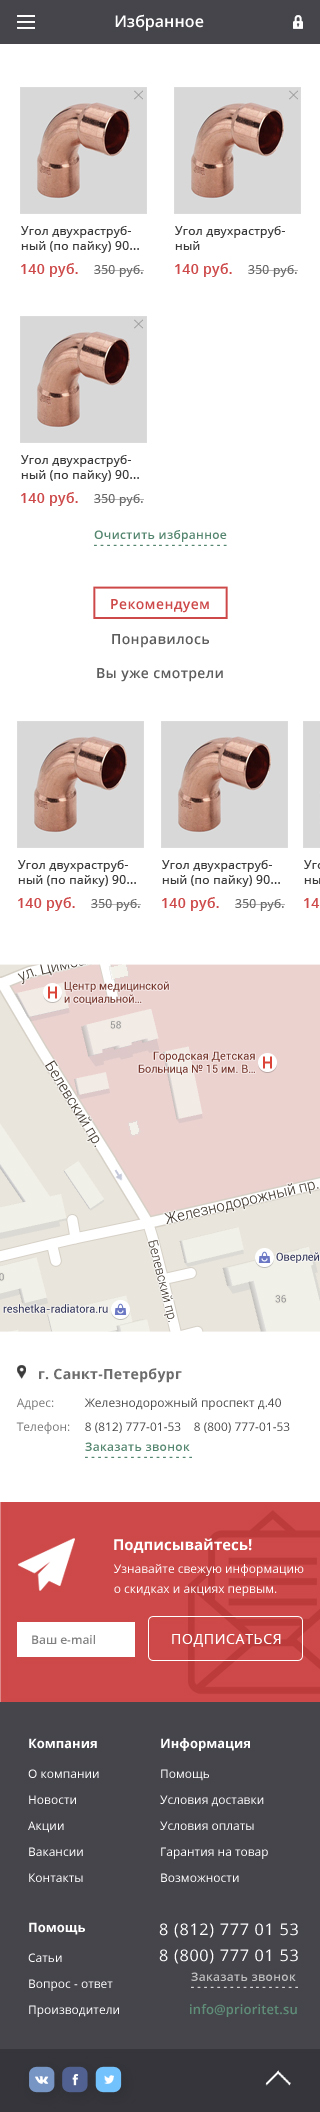 Избранное
Угол двухраструб-
ный (по пайку) 90...
140 руб. 350 руб.
Угол двухраструб-
ный
140 руб. 350 руб.
Угол двухраструб-
ный (по пайку) 90...
140 руб. 350 руб.
Очистить избранное
Рекомендуем
Понравилось
Вы уже смотрели
Угол двухраструб-
ный (по пайку) 90...
140 руб. 350 руб.
Угол двухраструб-
ный (по пайку) 90...
140 руб. 350 руб.
Центр медицинской
и социальной...
58
Городская Детская
Больница № 15 им. В...
Белевский пр.
Железнодорожный пр.
Белевский пр.
Оверлей
36
reshetka-radiatora.ru
г. Санкт-Петербург
Адрес: Железнодорожный проспект д.40
Телефон: 8 (812) 777-01-53 8 (800) 777-01-53
Заказать звонок
Подписывайтесь!
Узнавайте свежую информацию
о скидках и акциях первым.
Ваш e-mail
ПОДПИСАТЬСЯ
Компания
О компании
Новости
Акции
Вакансии
Контакты
Информация
Помощь
Условия доставки
Условия оплаты
Гарантия на товар
Возможности
Помощь
Сатьи
Вопрос - ответ
Производители
8 (812) 777 01 53
8 (800) 777 01 53
Заказать звонок
info@prioritet.su